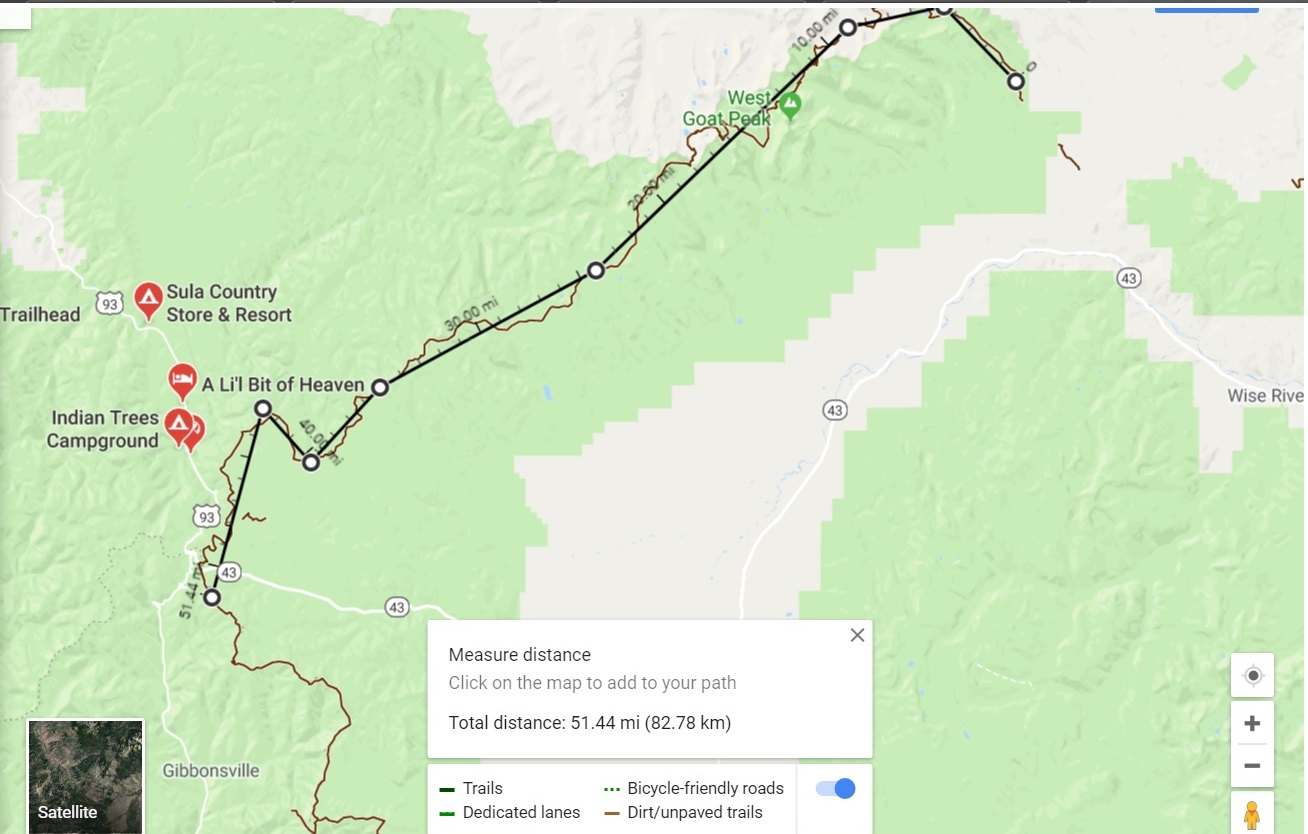 10.00 mi
0
West
Goat Peak
20.00 mi
43
Sula Country
Store & Resort
93
Trailhead
30.00 mi
A Li'l Bit of Heaven
Wise Rive
43
Indian Trees
Campground
40.00 mi
93
43
51.44 mi
43
Measure distance
Click on the map to add to your path
Total distance: 51.44 mi (82.78 km)
Gibbonsville
Satellite
Trails
Bicycle-friendly roads
Dedicated lanes
Dirt/unpaved trails